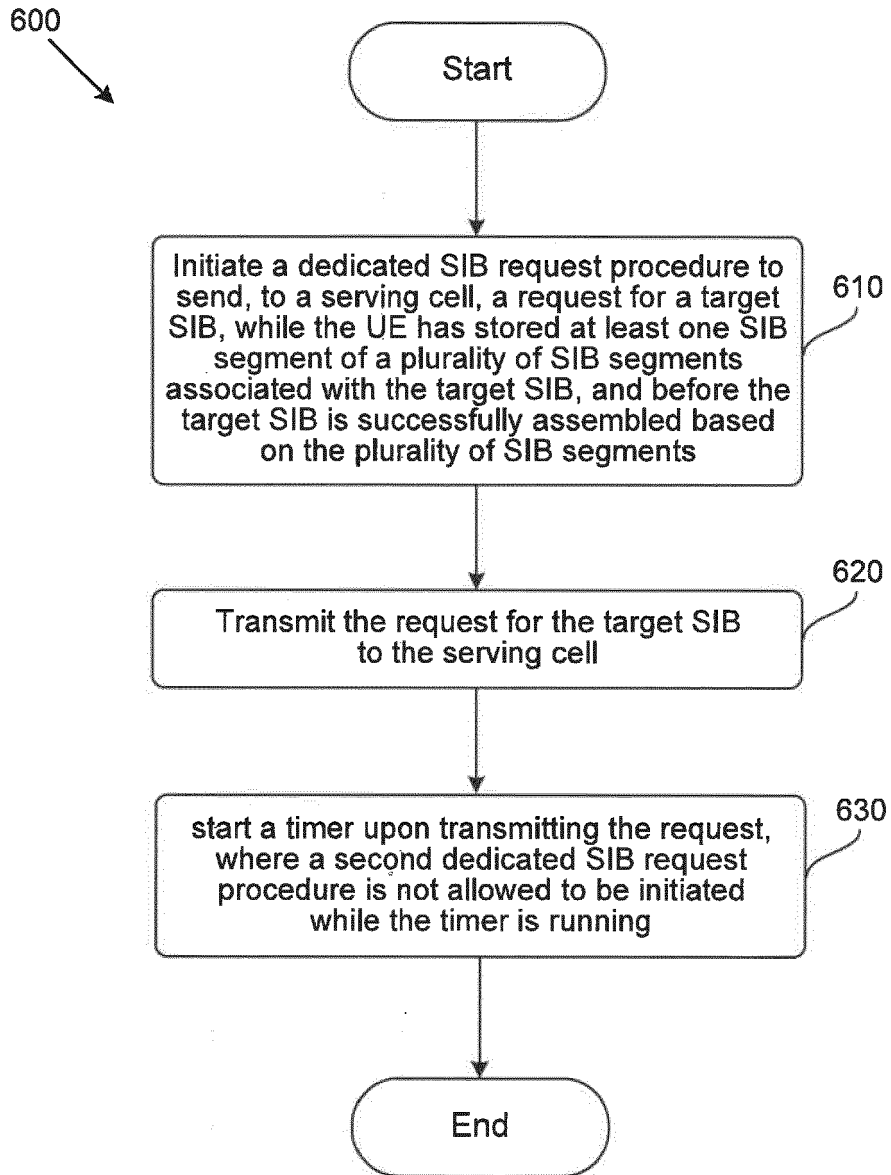 600
Start
Initiate a dedicated SIB request procedure to
send, to a serving cell, a request for a target
SIB, while the UE has stored at least one SIB
segment of a plurality of SIB segments
associated with the target SIB, and before the
target SIB is successfully assembled based
on the plurality of SIB segments
610
Transmit the request for the target SIB
to the serving cell
620
start a timer upon transmitting the request,
where a second dedicated SIB request
procedure is not allowed to be initiated
while the timer is running
630
End